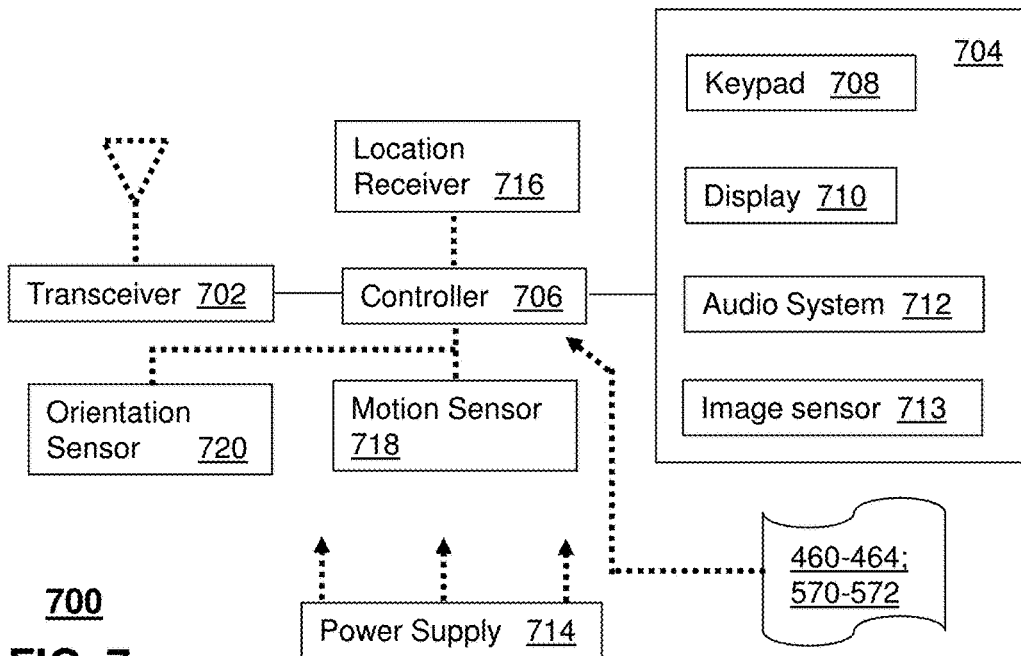 704
Keypad 708
Location
Receiver 716
Display 710
Transceiver 702
Controller 706
Audio System 712
Orientation
Sensor 720
Motion Sensor
718
Image sensor 713
460-464;
570-572
700
Power Supply 714
FIG. 7